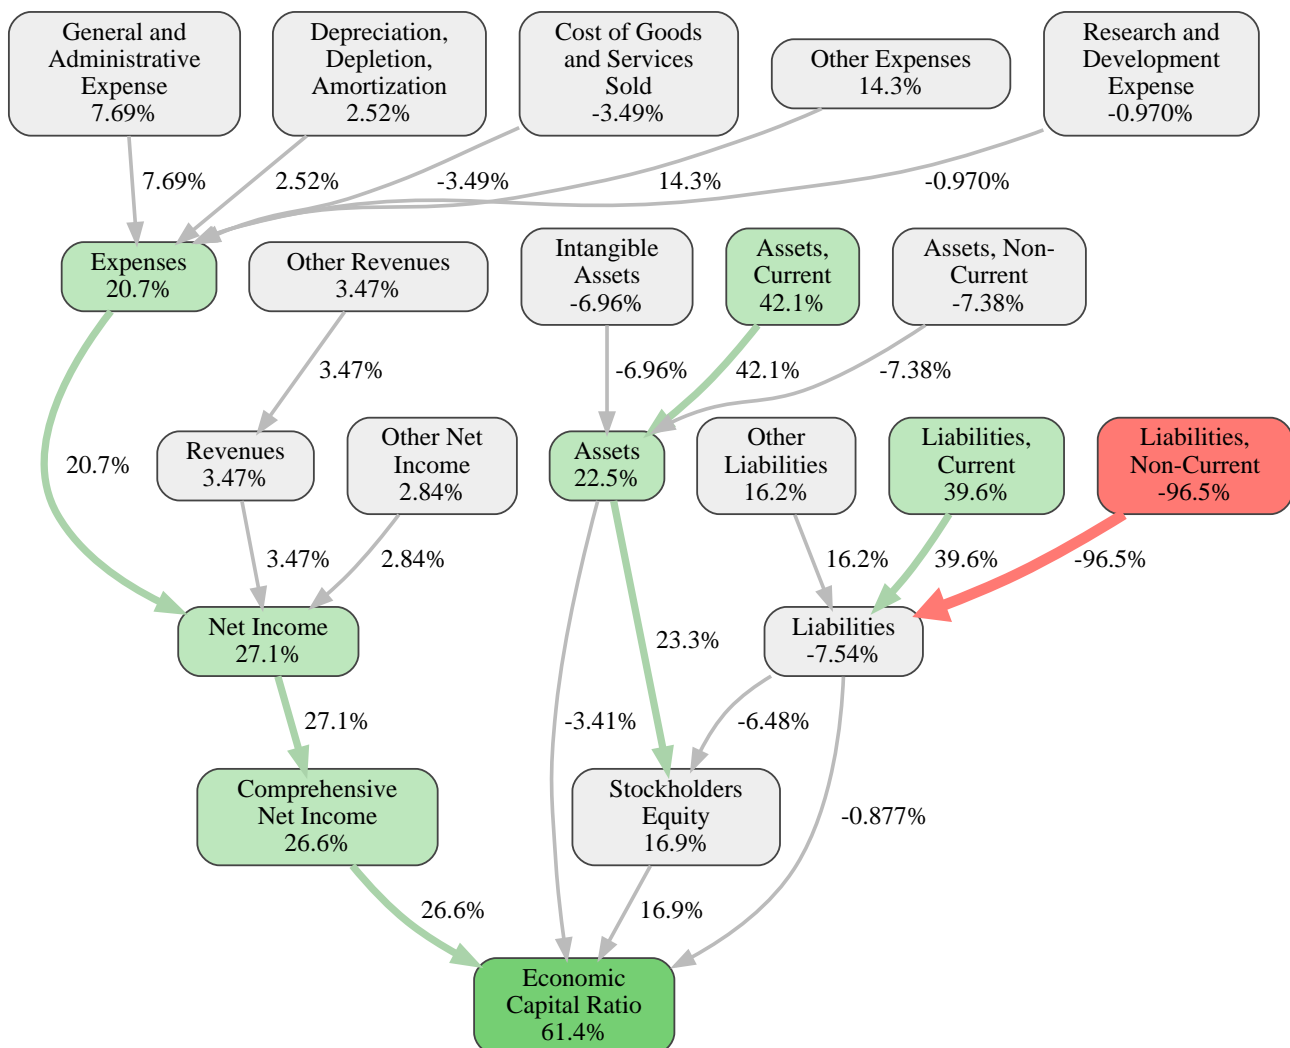 General and
Administrative
Expense
7.69%
Depreciation,
Depletion,
Amortization
2.52%
Cost of Goods
and Services
Sold
-3.49%
Other Expenses
14.3%
Research and
Development
Expense
-0.970%
7.69%
2.52%
-3.49%
14.3%
-0.970%
Expenses
20.7%
Other Revenues
3.47%
Intangible
Assets
-6.96%
Assets,
Current
42.1%
Assets, Non-
Current
-7.38%
3.47%
-6.96%
42.1%
-7.38%
20.7%
Revenues
3.47%
Other Net
Income
2.84%
Assets
22.5%
Other
Liabilities
16.2%
Liabilities,
Current
39.6%
Liabilities,
Non-Current
-96.5%
3.47%
2.84%
16.2%
39.6%
-96.5%
Net Income
27.1%
23.3%
Liabilities
-7.54%
27.1%
-3.41%
-6.48%
Comprehensive
Net Income
26.6%
Stockholders
Equity
16.9%
-0.877%
26.6%
16.9%
Economic
Capital Ratio
61.4%